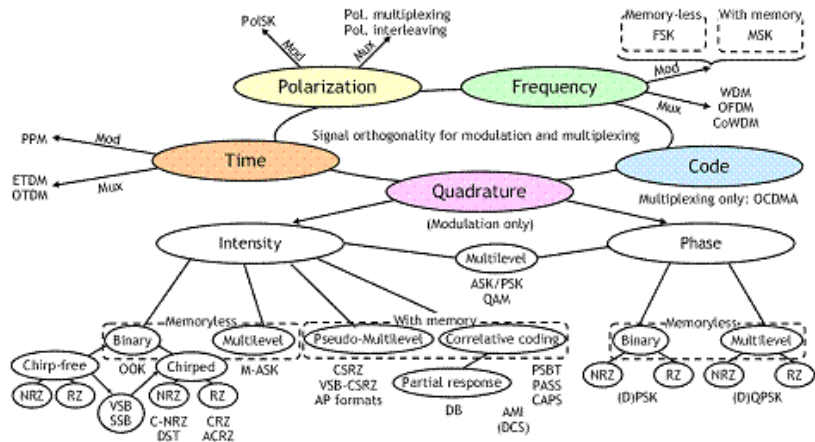 PolSK
Mod
Pol. multiplexing
Pol. interleaving
Mux
Memory-less
FSK
With memory
MSK
Mod
Polarization
Frequency
WDM
OFDM
CoWDM
Mux
PPM
Mod
Signal orthogonality for modulation and multiplexing
Time
Code
ETDM
OTDM
Mux
Quadrature
Multiplexing only: OCDMA
(Modulation only)
Intensity
Phase
Multilevel
ASK/PSK
QAM
Memoryless
With memory
Memoryless
Binary
Multilevel
Pseudo-Multilevel
Correlative coding
Binary
Multilevel
Chirp-free
OOK
Chirped
M-ASK
CSRZ
VSB-CSRZ
AP formats
Partial response
PSBT
PASS
CAPS
NRZ
RZ
NRZ
RZ
NRZ
RZ
VSB
SSB
NRZ
RZ
DB
AMI
(DCS)
(D)PSK
(D)QPSK
C-NRZ
DST
CRZ
ACRZ